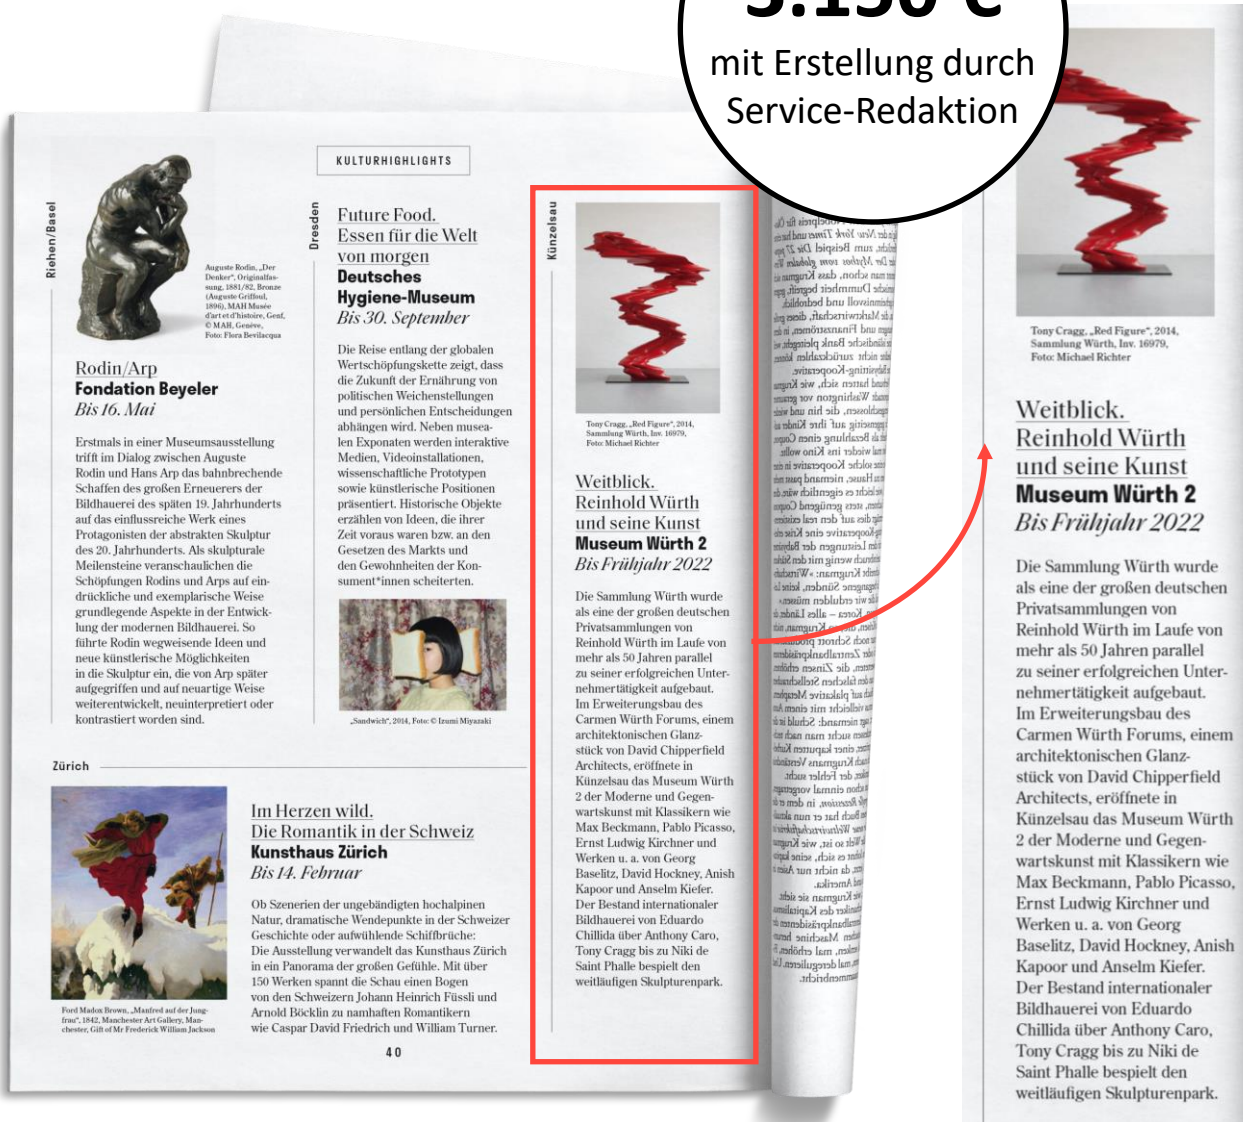 mit Erstellung durch
Service-Redaktion
KULTURHIGHLIGHTS
Riehen/Basel
Auguste Rodin, „Der
Denker“, Originalfas-
sung, 1881/82, Bronze
(Auguste Griffoul,
1896), MAH Musée
d'art et d'histoire, Genf,
© MAH, Genève,
Foto: Flora Bevilacqua
Rodin/Arp
Fondation Beyeler
Bis 16. Mai
Erstmals in einer Museumsausstellung
trifft im Dialog zwischen Auguste
Rodin und Hans Arp das bahnbrechende
Schaffen des großen Erneuerers der
Bildhauerei des späten 19. Jahrhunderts
auf das einflussreiche Werk eines
Protagonisten der abstrakten Skulptur
des 20. Jahrhunderts. Als skulpturale
Meilensteine veranschaulichen die
Schöpfungen Rodins und Arps auf ein-
drückliche und exemplarische Weise
grundlegende Aspekte in der Entwick-
lung der modernen Bildhauerei. So
führte Rodin wegweisende Ideen und
neue künstlerische Möglichkeiten
in die Skulptur ein, die von Arp später
aufgegriffen und auf neuartige Weise
weiterentwickelt, neuinterpretiert oder
kontrastiert worden sind.
Dresden
Future Food.
Essen für die Welt
von morgen
Deutsches
Hygiene-Museum
Bis 30. September
Die Reise entlang der globalen
Wertschöpfungskette zeigt, dass
die Zukunft der Ernährung von
politischen Weichenstellungen
und persönlichen Entscheidungen
abhängen wird. Neben musea-
len Exponaten werden interaktive
Medien, Videoinstallationen,
wissenschaftliche Prototypen
sowie künstlerische Positionen
präsentiert. Historische Objekte
erzählen von Ideen, die ihrer
Zeit voraus waren bzw. an den
Gesetzen des Markts und
den Gewohnheiten der Kon-
sument*innen scheiterten.
„Sandwich“, 2014, Foto: © Izumi Miyazaki
Zürich
Ford Madox Brown, „Manfred auf der Jung-
frau“, 1842, Manchester Art Gallery, Man-
chester, Gift of Mr Frederick William Jackson
Im Herzen wild.
Die Romantik in der Schweiz
Kunsthaus Zürich
Bis 14. Februar
Ob Szenerien der ungebändigten hochalpinen
Natur, dramatische Wendepunkte in der Schweizer
Geschichte oder aufwühlende Schiffbrüche:
Die Ausstellung verwandelt das Kunsthaus Zürich
in ein Panorama der großen Gefühle. Mit über
150 Werken spannt die Schau einen Bogen
von den Schweizern Johann Heinrich Füssli und
Arnold Böcklin zu namhaften Romantikern
wie Caspar David Friedrich und William Turner.
40
Künzelsau
Tony Cragg, „Red Figure“, 2014,
Sammlung Würth, Inv. 16979,
Foto: Michael Richter
Weitblick.
Reinhold Würth
und seine Kunst
Museum Würth 2
Bis Frühjahr 2022
Die Sammlung Würth wurde
als eine der großen deutschen
Privatsammlungen von
Reinhold Würth im Laufe von
mehr als 50 Jahren parallel
zu seiner erfolgreichen Unter-
nehmertätigkeit aufgebaut.
Im Erweiterungsbau des
Carmen Würth Forums, einem
architektonischen Glanz-
stück von David Chipperfield
Architects, eröffnete in
Künzelsau das Museum Würth
2 der Moderne und Gegen-
wartskunst mit Klassikern wie
Max Beckmann, Pablo Picasso,
Ernst Ludwig Kirchner und
Werken u. a. von Georg
Baselitz, David Hockney, Anish
Kapoor und Anselm Kiefer.
Der Bestand internationaler
Bildhauerei von Eduardo
Chillida über Anthony Caro,
Tony Cragg bis zu Niki de
Saint Phalle bespielt den
weitläufigen Skulpturenpark.
Tony Cragg, „Red Figure“, 2014,
Sammlung Würth, Inv. 16979,
Foto: Michael Richter
Weitblick.
Reinhold Würth
und seine Kunst
Museum Würth 2
Bis Frühjahr 2022
Die Sammlung Würth wurde
als eine der großen deutschen
Privatsammlungen von
Reinhold Würth im Laufe von
mehr als 50 Jahren parallel
zu seiner erfolgreichen Unter-
nehmertätigkeit aufgebaut.
Im Erweiterungsbau des
Carmen Würth Forums, einem
architektonischen Glanz-
stück von David Chipperfield
Architects, eröffnete in
Künzelsau das Museum Würth
2 der Moderne und Gegen-
wartskunst mit Klassikern wie
Max Beckmann, Pablo Picasso,
Ernst Ludwig Kirchner und
Werken u. a. von Georg
Baselitz, David Hockney, Anish
Kapoor und Anselm Kiefer.
Der Bestand internationaler
Bildhauerei von Eduardo
Chillida über Anthony Caro,
Tony Cragg bis zu Niki de
Saint Phalle bespielt den
weitläufigen Skulpturenpark.